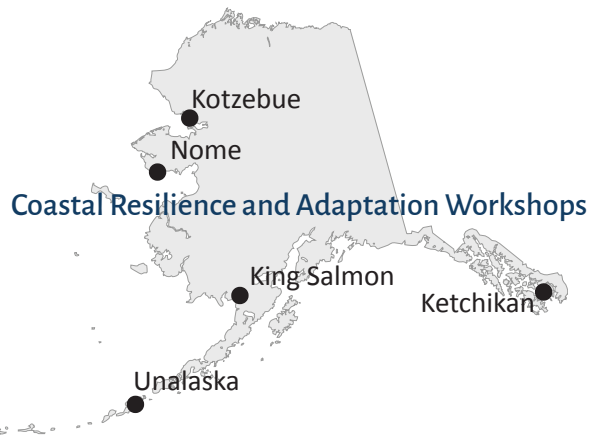 Kotzebue
Nome
Coastal Resilience and Adaptation Workshops
King Salmon
Ketchikan
Unalaska